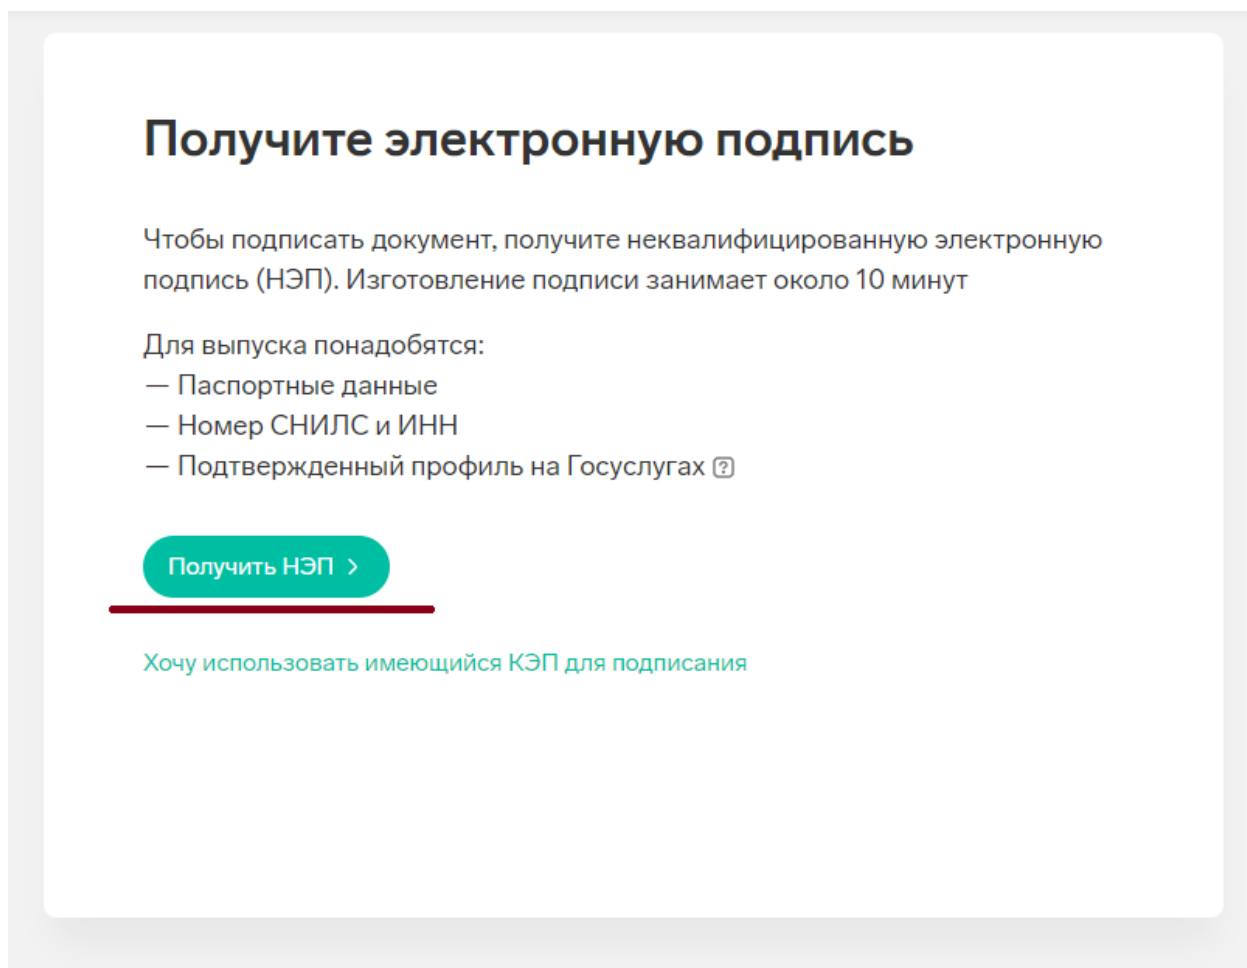 Получите электронную подпись
Чтобы подписать документ, получите неквалифицированную электронную
подпись (НЭП). Изготовление подписи занимает около 10 минут
Для выпуска понадобятся:
— Паспортные данные
— Номер СНИЛС и ИНН
— Подтвержденный профиль на Госуслугах ?
Получить НЭП >
Хочу использовать имеющийся КЭП для подписания